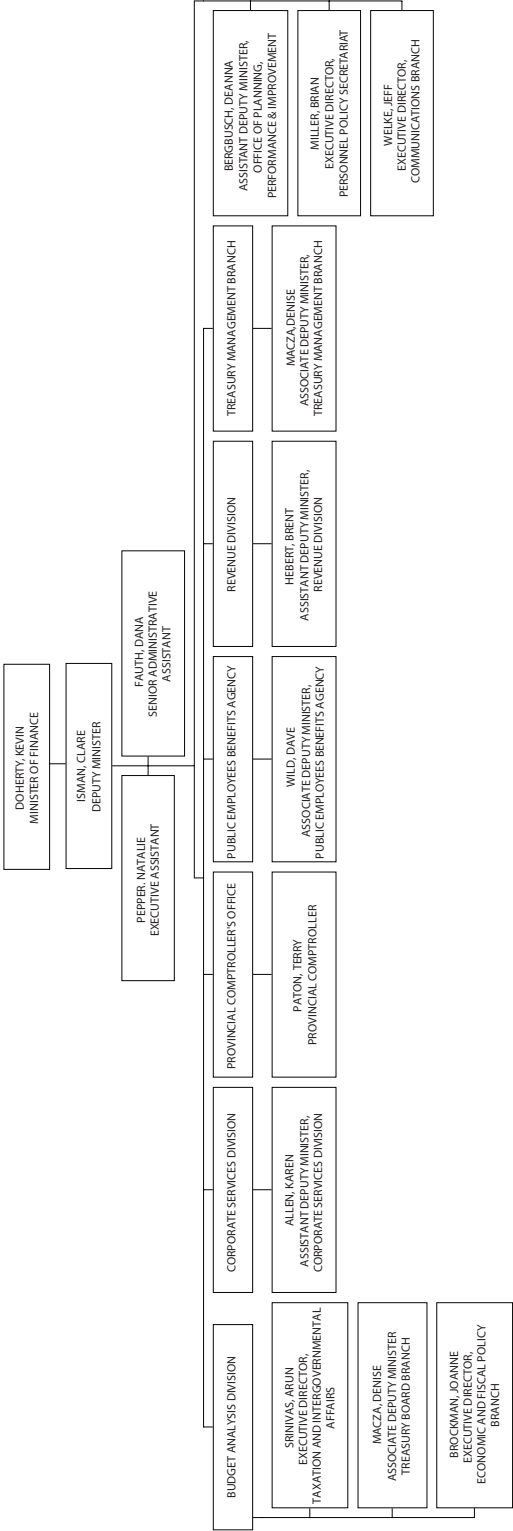 DOHERTY, KEVIN
MINISTER OF FINANCE
ISMAN, CLARE
DEPUTY MINISTER
PEPPER. NATALIE
EXECUTIVE ASSISTANT
FAUTH, DANA
SENIOR ADMINISTRATIVE
ASSISTANT
BUDGET ANALYSIS DIVISION
SRINIVAS, ARUN
EXECUTIVE DIRECTOR,
TAXATION AND INTERGOVERNMENTAL
AFFAIRS
MACZA, DENISE
ASSOCIATE DEPUTY MINISTER
TREASURY BOARD BRANCH
BROCKMAN, JOANNE
EXECUTIVE DIRECTOR,
ECONOMIC AND FISCAL POLICY
BRANCH
CORPORATE SERVICES DIVISION
ALLEN, KAREN
ASSISTANT DEPUTY MINISTER,
CORPORATE SERVICES DIVISION
PROVINCIAL COMPTROLLER'S OFFICE
PATON, TERRY
PROVINCIAL COMPTROLLER
PUBLIC EMPLOYEES BENEFITS AGENCY
WILD, DAVE
ASSOCIATE DEPUTY MINISTER,
PUBLIC EMPLOYEES BENEFITS AGENCY
REVENUE DIVISION
HEBERT, BRENT
ASSISTANT DEPUTY MINISTER,
REVENUE DIVISION
TREASURY MANAGEMENT BRANCH
MACZA,DENISE
ASSOCIATE DEPUTY MINISTER,
TREASURY MANAGEMENT BRANCH
BERGBUSCH, DEANNA
ASSISTANT DEPUTY MINISTER,
OFFICE OF PLANNING,
PERFORMANCE & IMPROVEMENT
MILLER, BRIAN
EXECUTIVE DIRECTOR,
PERSONNEL POLICY SECRETARIAT
WELKE, JEFF
EXECUTIVE DIRECTOR,
COMMUNICATIONS BRANCH